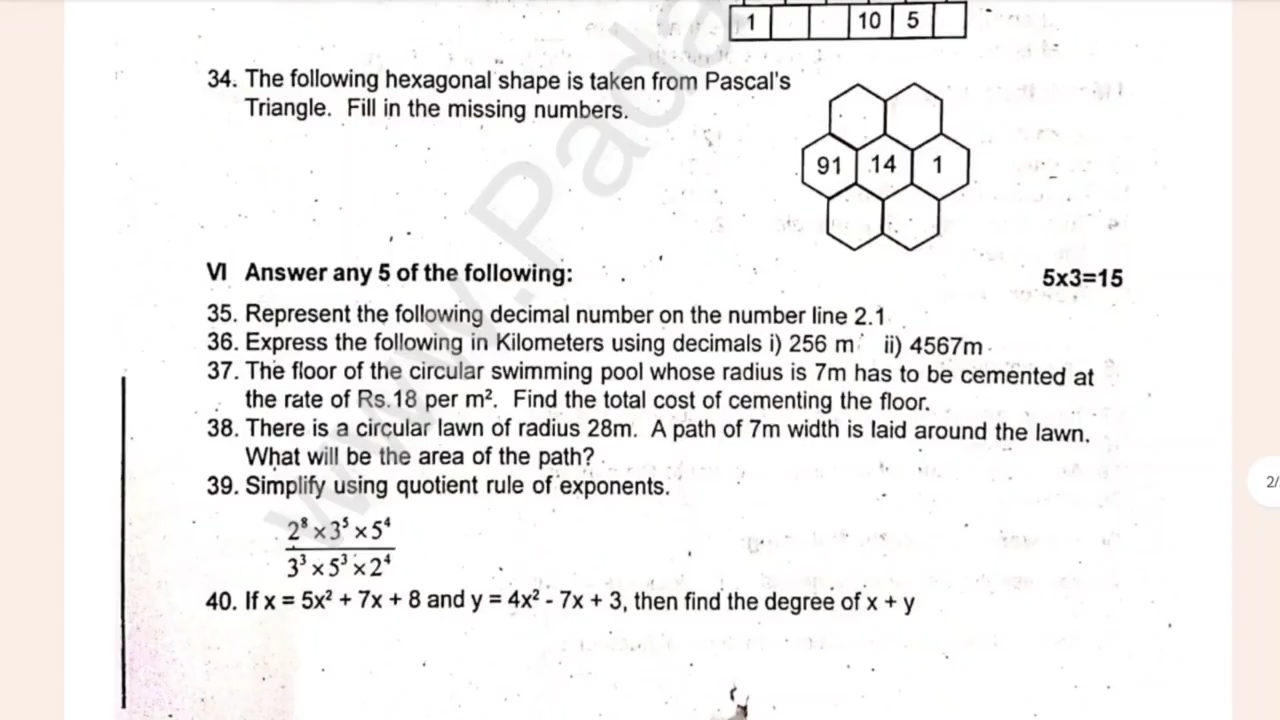 1 10 5
34. The following hexagonal shape is taken from Pascal's
Triangle. Fill in the missing numbers.
91 14 1
VI Answer any 5 of the following: 5x3=15
35. Represent the following decimal number on the number line 2.1
36. Express the following in Kilometers using decimals i) 256 m ii) 4567m
37. The floor of the circular swimming pool whose radius is 7m has to be cemented at
the rate of Rs.18 per m². Find the total cost of cementing the floor.
38. There is a circular lawn of radius 28m. A path of 7m width is laid around the lawn.
What will be the area of the path?
39. Simplify using quotient rule of exponents.
2⁸ × 3⁵ × 5⁴
3³ × 5³ × 2⁴
40. If x = 5x² + 7x + 8 and y = 4x² - 7x + 3, then find the degree of x + y
www.Pada
2/